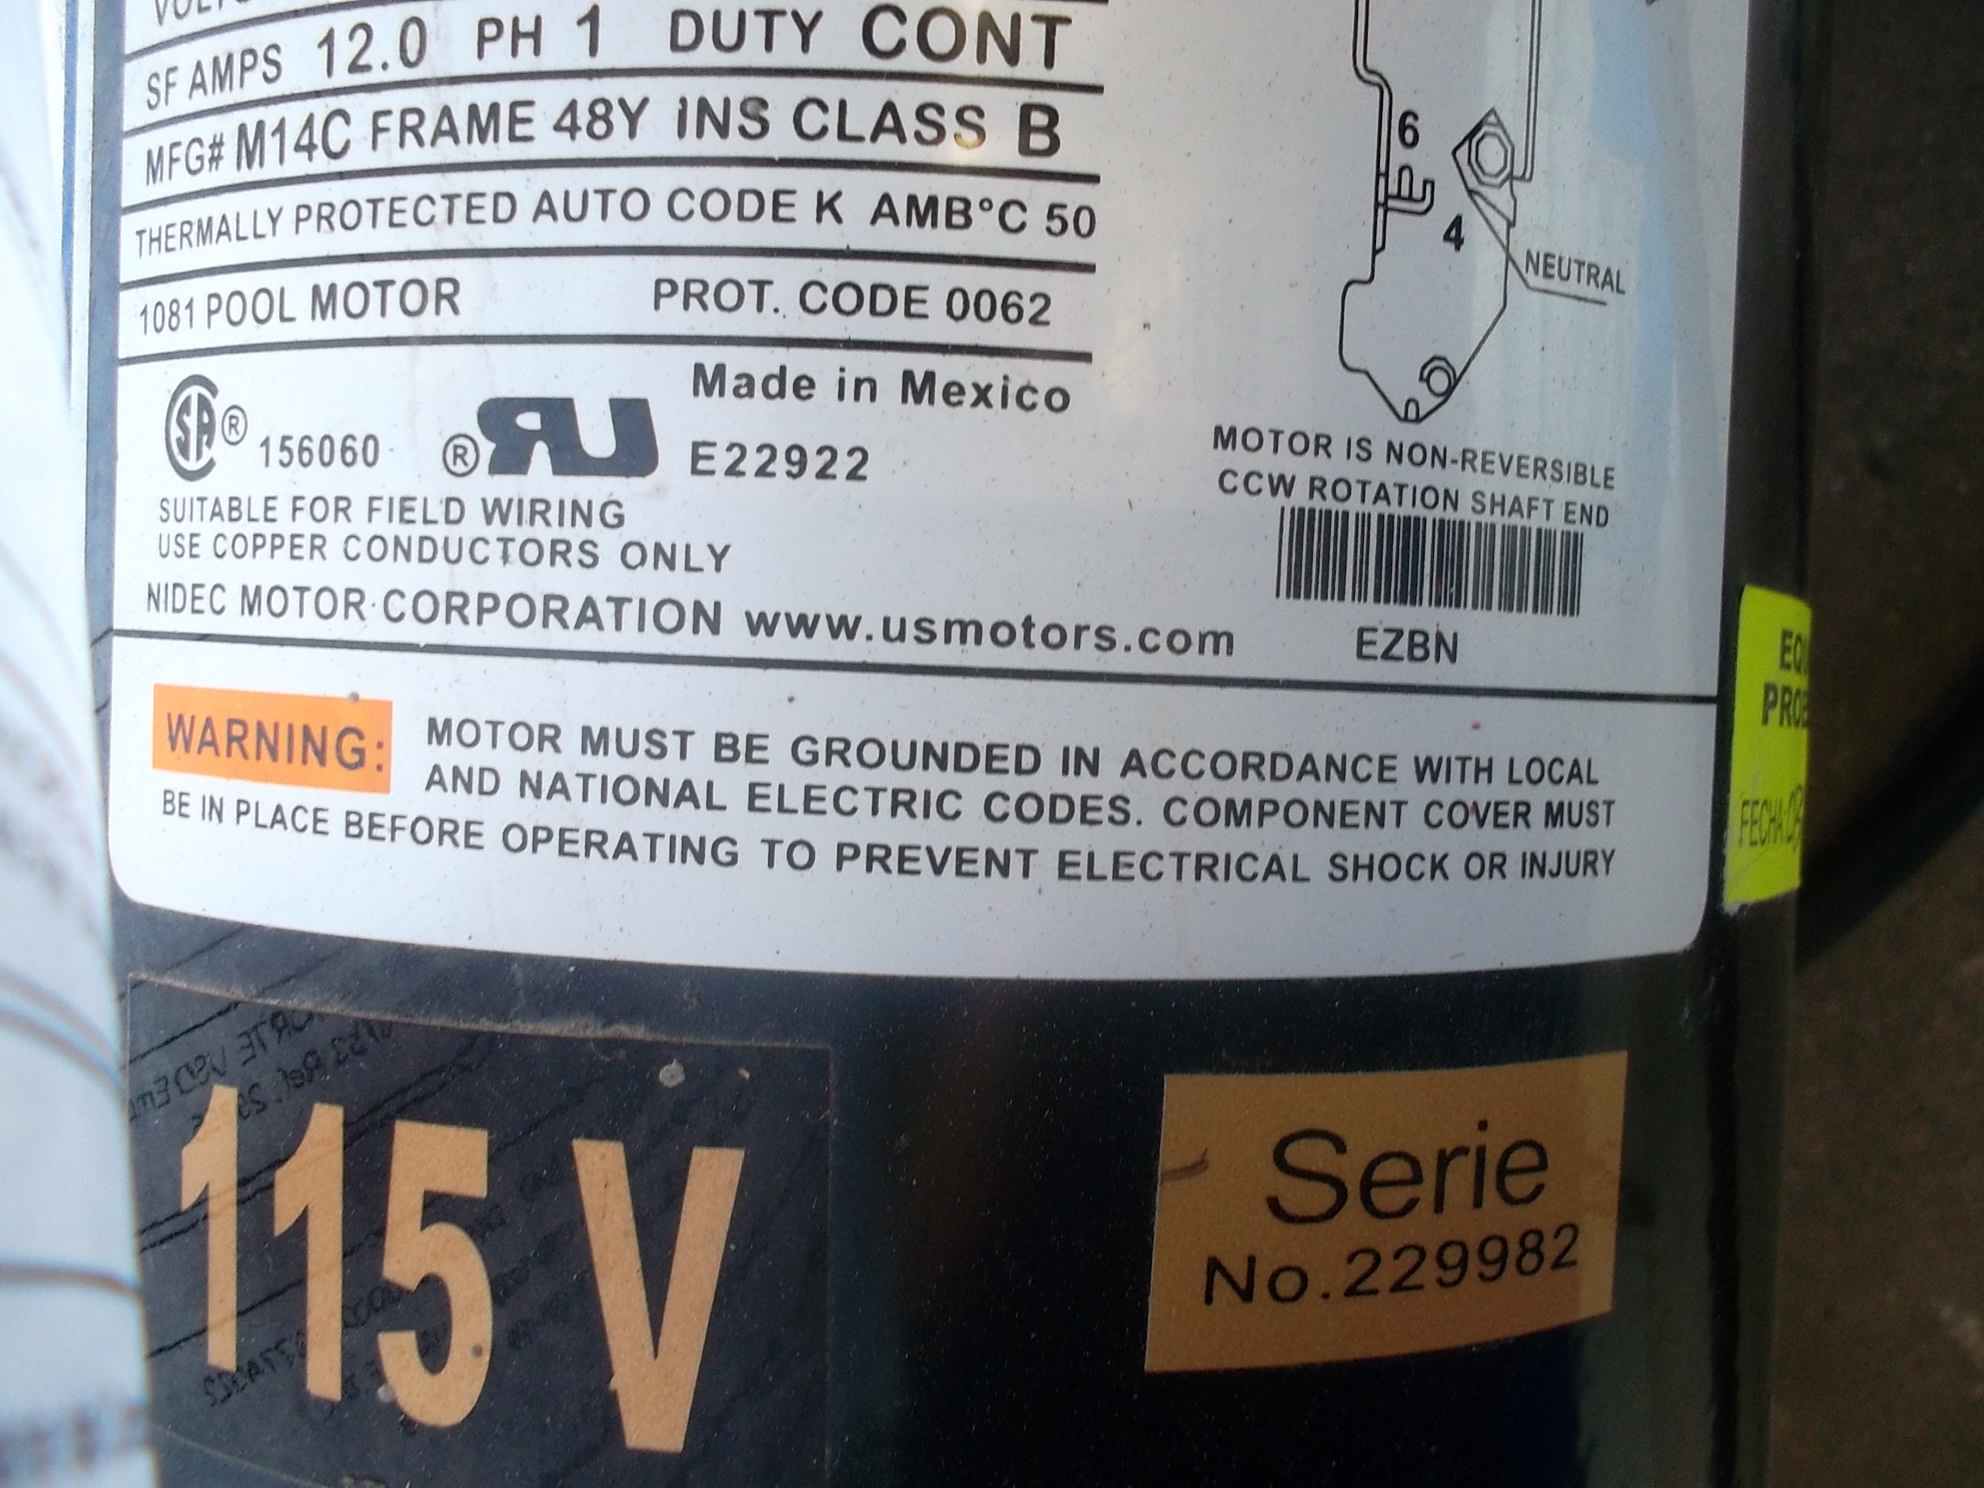 SF AMPS 12.0 PH 1 DUTY CONT
MFG# M14C FRAME 48Y INS CLASS B
THERMALLY PROTECTED AUTO CODE K AMB°C 50
1081 POOL MOTOR PROT. CODE 0062
Made in Mexico
SA® 156060 ®UR E22922
SUITABLE FOR FIELD WIRING
USE COPPER CONDUCTORS ONLY
NIDEC MOTOR CORPORATION www.usmotors.com
6
4
NEUTRAL
MOTOR IS NON-REVERSIBLE
CCW ROTATION SHAFT END
EZBN
WARNING: MOTOR MUST BE GROUNDED IN ACCORDANCE WITH LOCAL
AND NATIONAL ELECTRIC CODES. COMPONENT COVER MUST
BE IN PLACE BEFORE OPERATING TO PREVENT ELECTRICAL SHOCK OR INJURY
FECHA:
115 V
Serie
No.229982